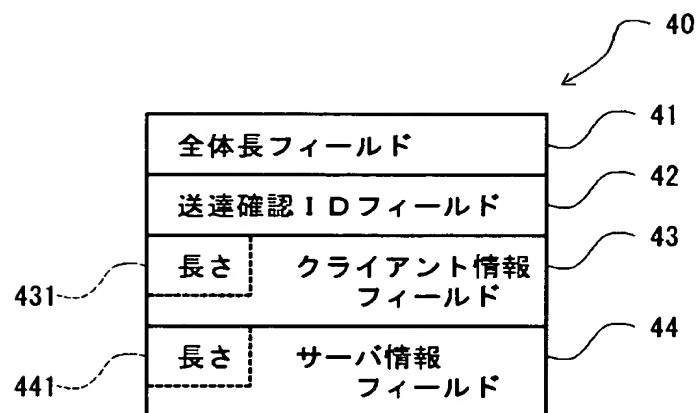 40
全体長フィールド 41
送達確認IDフィールド 42
長さ クライアント情報 43
431 フィールド
長さ サーバ情報 44
441 フィールド